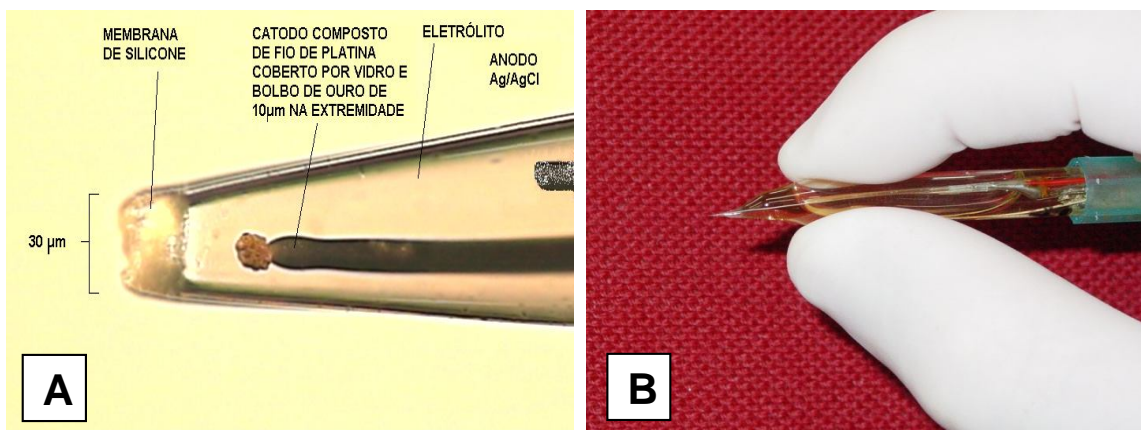 MEMBRANA
DE SILICONE
CATODO COMPOSTO
DE FIO DE PLATINA
COBERTO POR VIDRO E
BOLBO DE OURO DE
10µm NA EXTREMIDADE
ELETRÓLITO
ANODO
Ag/AgCl
30 µm
A
B